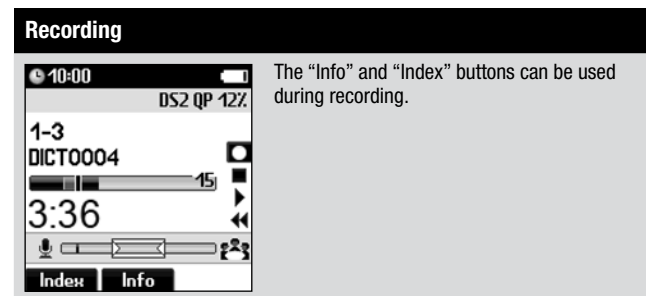 Recording
10:00
DS2 QP 12%
1-3
DICT0004
15
3:36
Index Info
The “Info” and “Index” buttons can be used
during recording.